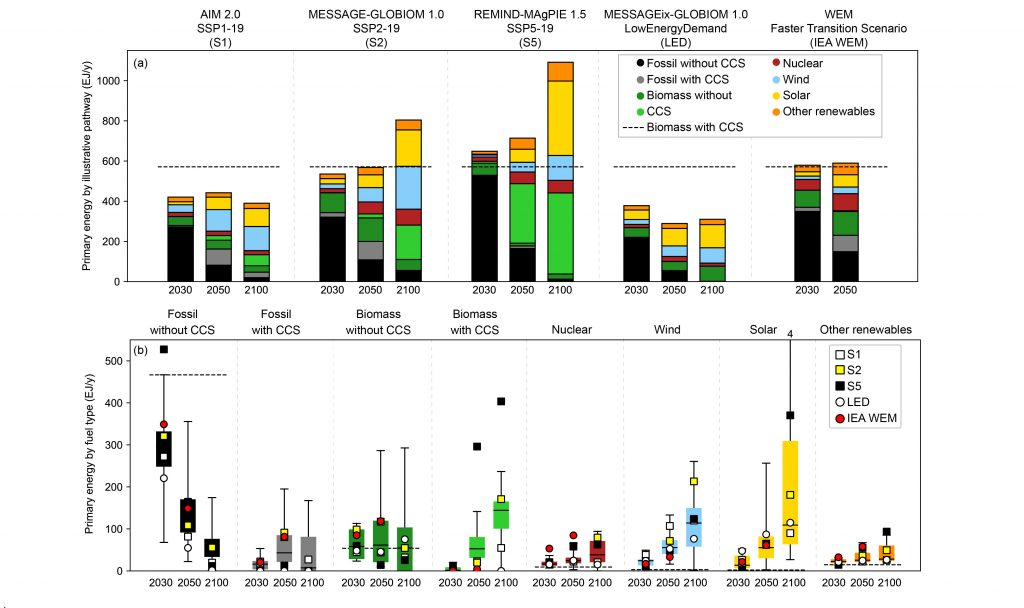 AIM 2.0
SSP1-19
(S1)
MESSAGE-GLOBIOM 1.0
SSP2-19
(S2)
REMIND-MAgPIE 1.5
SSP5-19
(S5)
MESSAGEix-GLOBIOM 1.0
LowEnergyDemand
(LED)
WEM
Faster Transition Scenario
(IEA WEM)
(a)
Primary energy by illustrative pathway (EJ/y)
1000
800
600
400
200
0
Fossil without CCS
Fossil with CCS
Biomass without
CCS
Biomass with CCS
Nuclear
Wind
Solar
Other renewables
2030 2050 2100
2030 2050 2100
2030 2050 2100
2030 2050 2100
2030 2050
Fossil
without CCS
Fossil
with CCS
Biomass
without CCS
Biomass
with CCS
Nuclear
Wind
Solar
4
Other renewables
(b)
Primary energy by fuel type (EJ/y)
500
400
300
200
100
0
S1
S2
S5
LED
IEA WEM
2030 2050 2100
2030 2050 2100
2030 2050 2100
2030 2050 2100
2030 2050 2100
2030 2050 2100
2030 2050 2100
2030 2050 2100